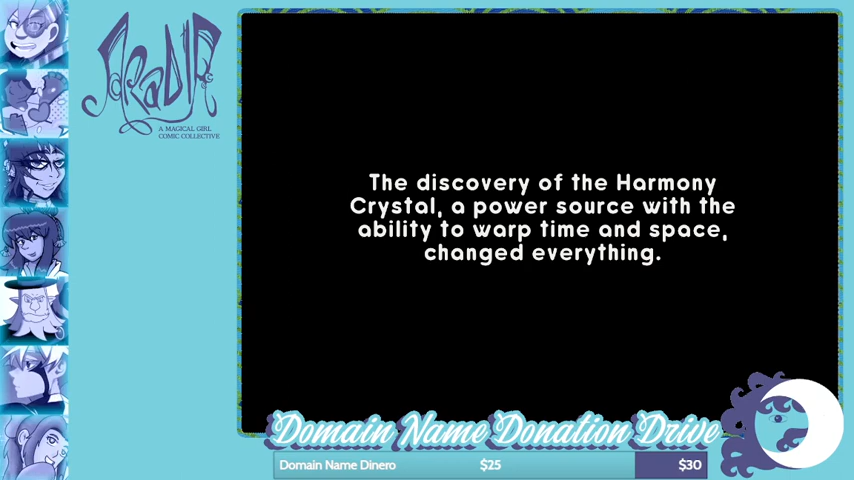 A MAGICAL GIRL
COMIC COLLECTIVE
The discovery of the Harmony
Crystal, a power source with the
ability to warp time and space,
changed everything.
Domain Name Donation Drive
Domain Name Dinero $25 $30